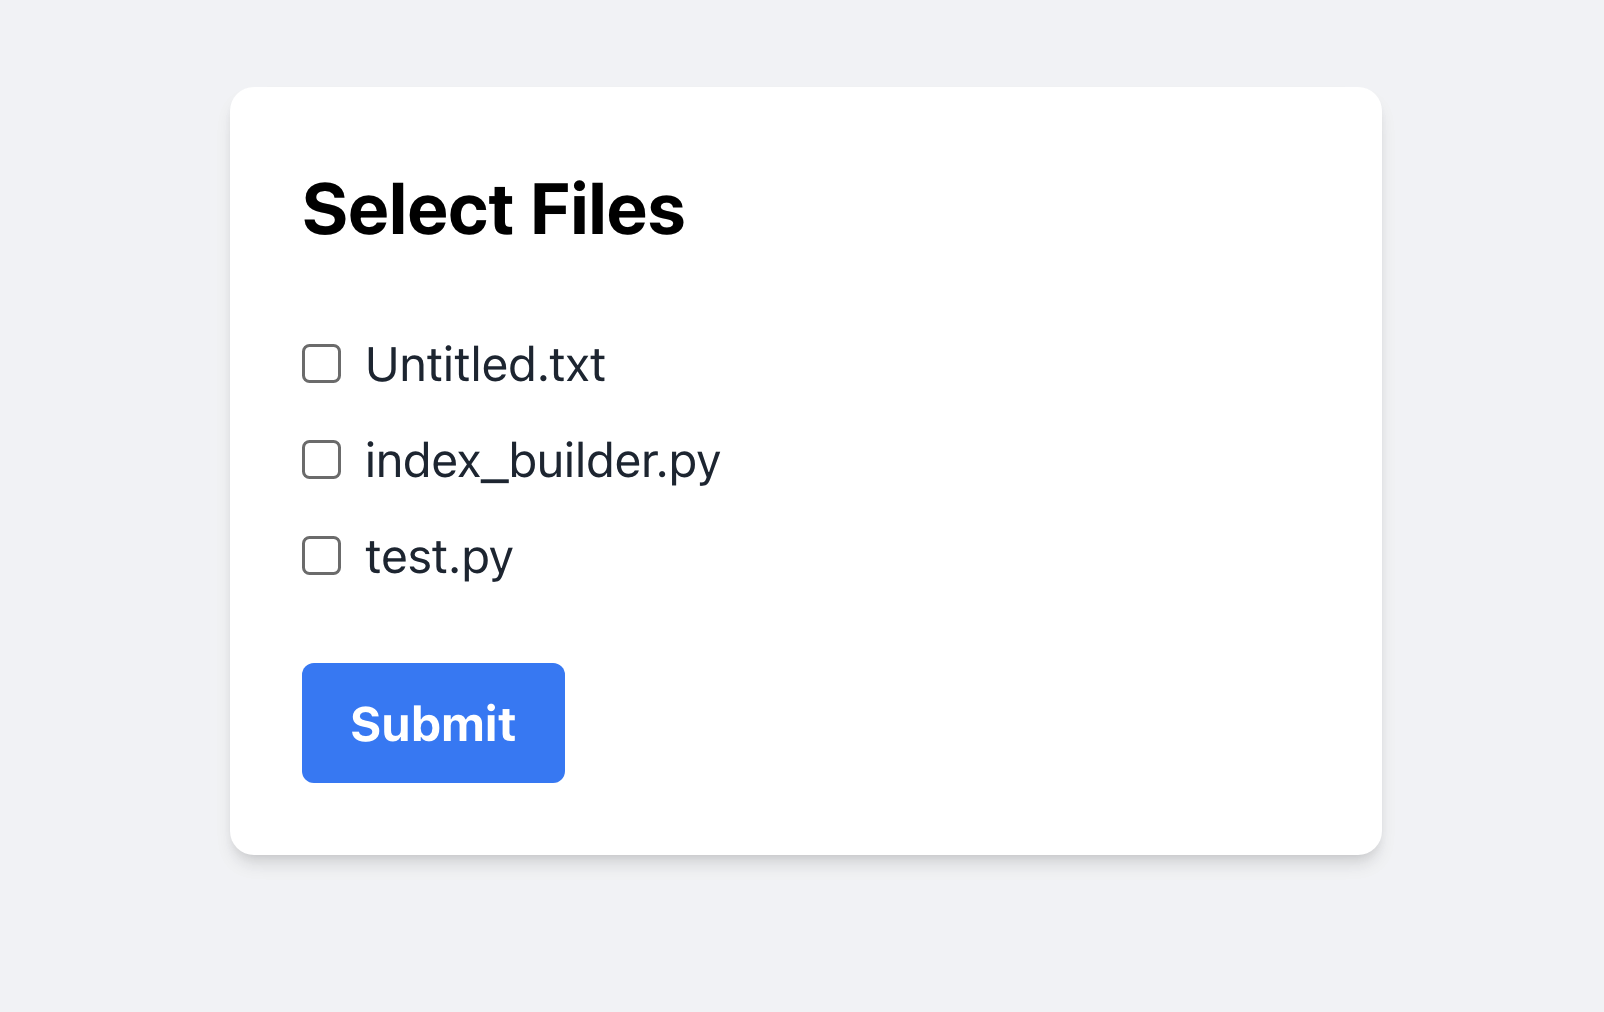 Select Files
Untitled.txt
index_builder.py
test.py
Submit